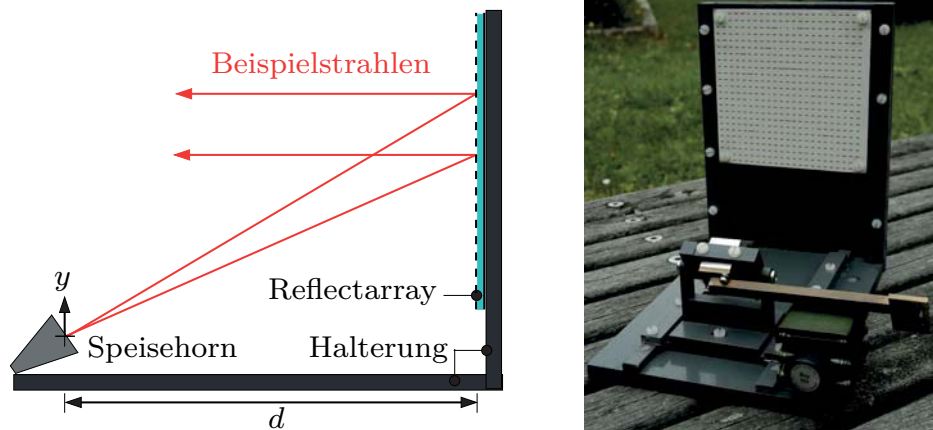 Beispielstrahlen
y
Reflectarray
Speisehorn
Halterung
d